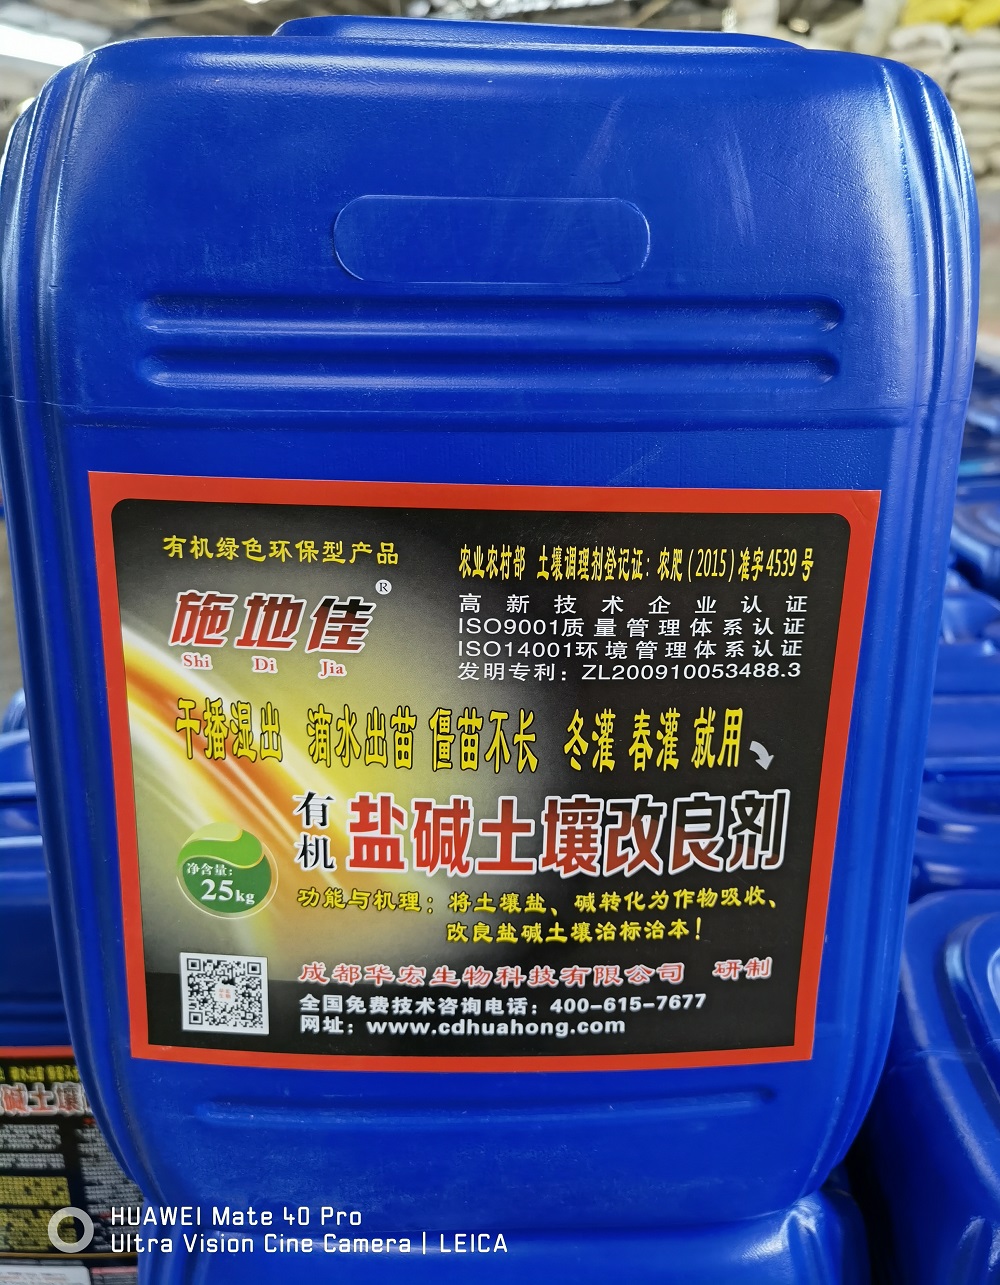 有机绿色环保型产品
农业农村部 土壤调理剂登记证：农肥(2015)准字4539号
施地佳®
Shi Di Jia
高新技术企业认证
ISO9001质量管理体系认证
ISO14001环境管理体系认证
发明专利：ZL200910053488.3
干播湿出 滴水出苗 僵苗不长 冬灌 春灌 就用
有机 盐碱土壤改良剂
净含量：
25kg
功能与机理：将土壤盐、碱转化为作物吸收、
改良盐碱土壤治标治本！
成都华宏生物科技有限公司 研制
全国免费技术咨询电话：400-615-7677
网址：www.cdhuahong.com
碱土壤
HUAWEI Mate 40 Pro
Ultra Vision Cine Camera | LEICA